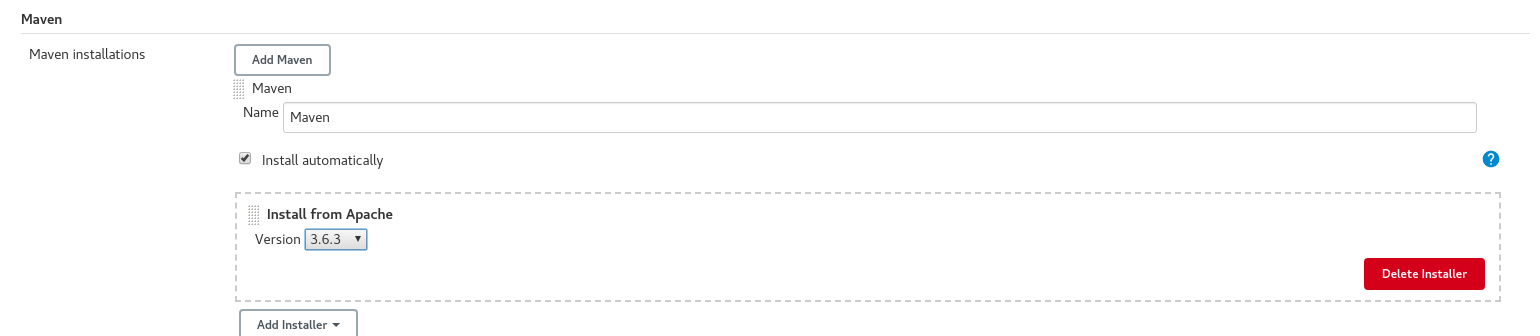 Maven
Maven installations
Add Maven
Maven
Name Maven
Install automatically
?
Install from Apache
Version 3.6.3
Delete Installer
Add Installer